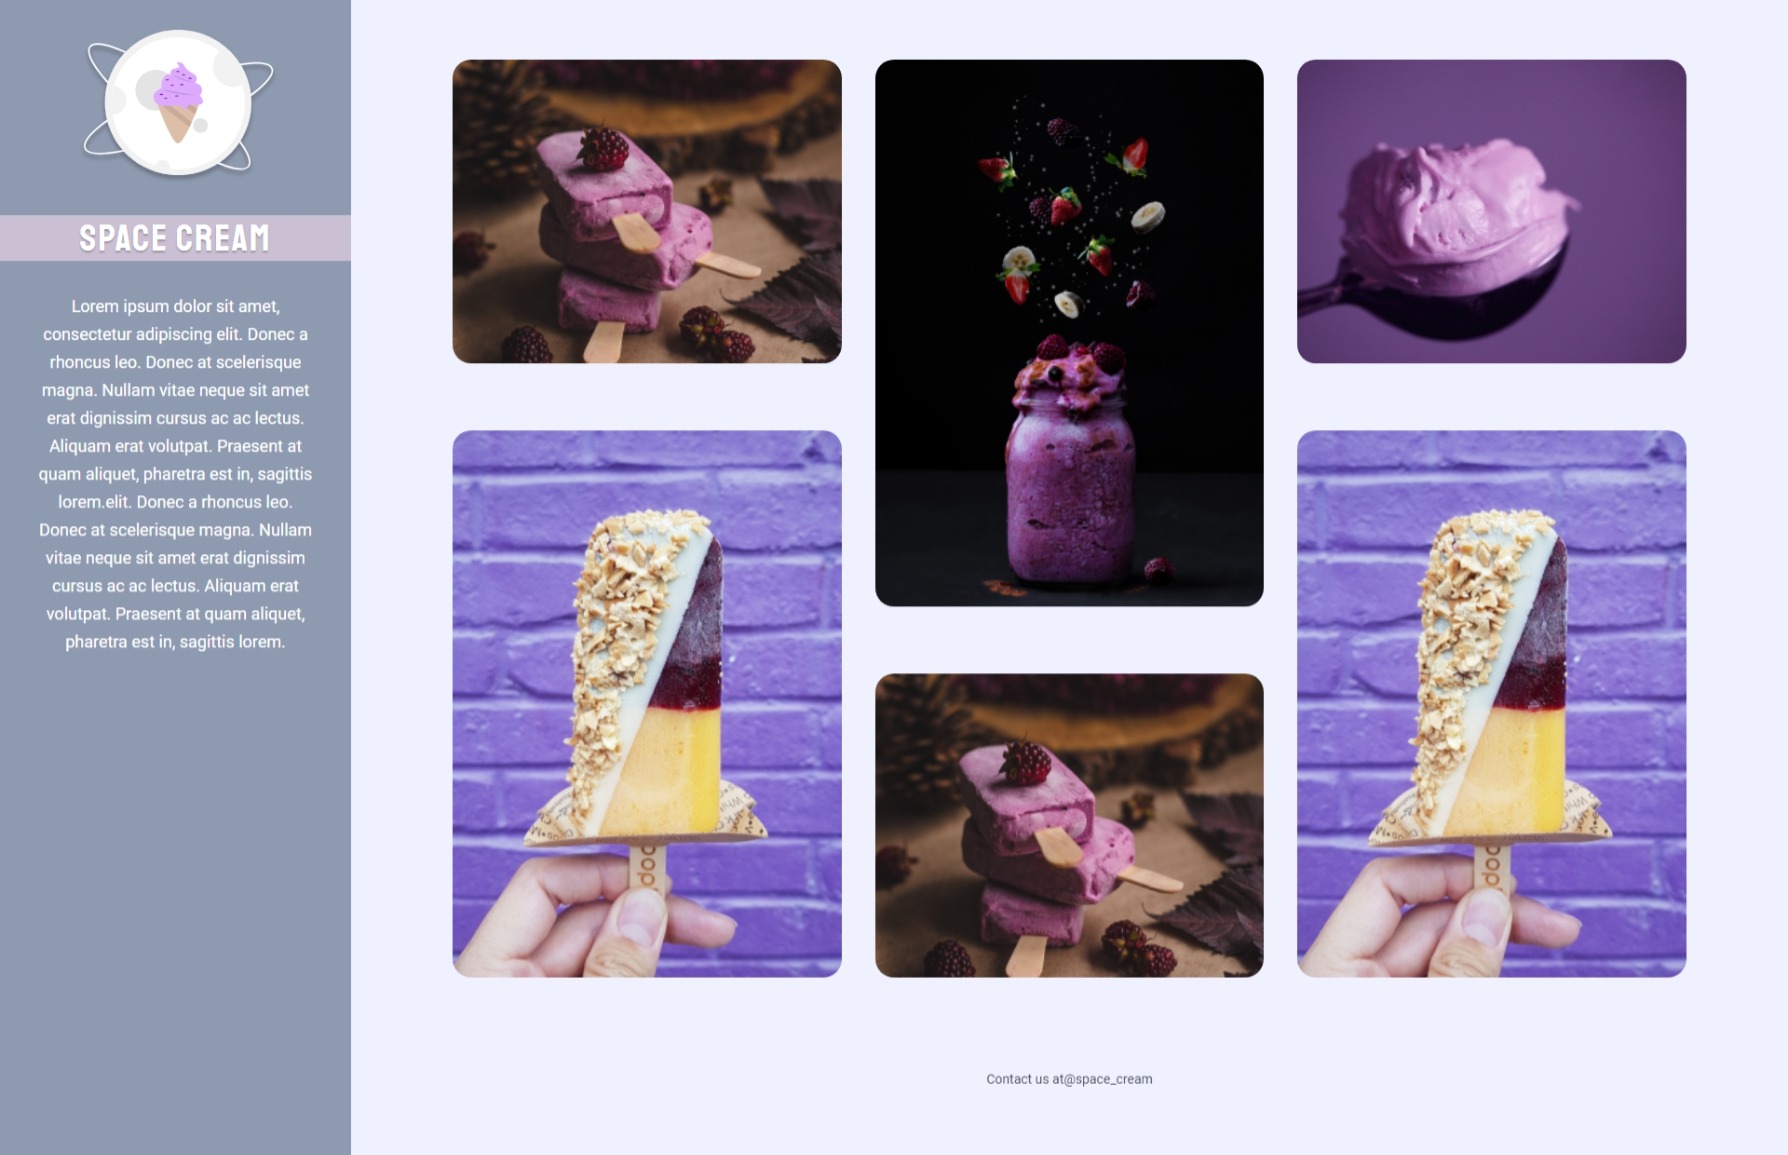 SPACE CREAM
Lorem ipsum dolor sit amet,
consectetur adipiscing elit. Donec a
rhoncus leo. Donec at scelerisque
magna. Nullam vitae neque sit amet
erat dignissim cursus ac ac lectus.
Aliquam erat volutpat. Praesent at
quam aliquet, pharetra est in, sagittis
lorem.elit. Donec a rhoncus leo.
Donec at scelerisque magna. Nullam
vitae neque sit amet erat dignissim
cursus ac ac lectus. Aliquam erat
volutpat. Praesent at quam aliquet,
pharetra est in, sagittis lorem.
Contact us at@space_cream